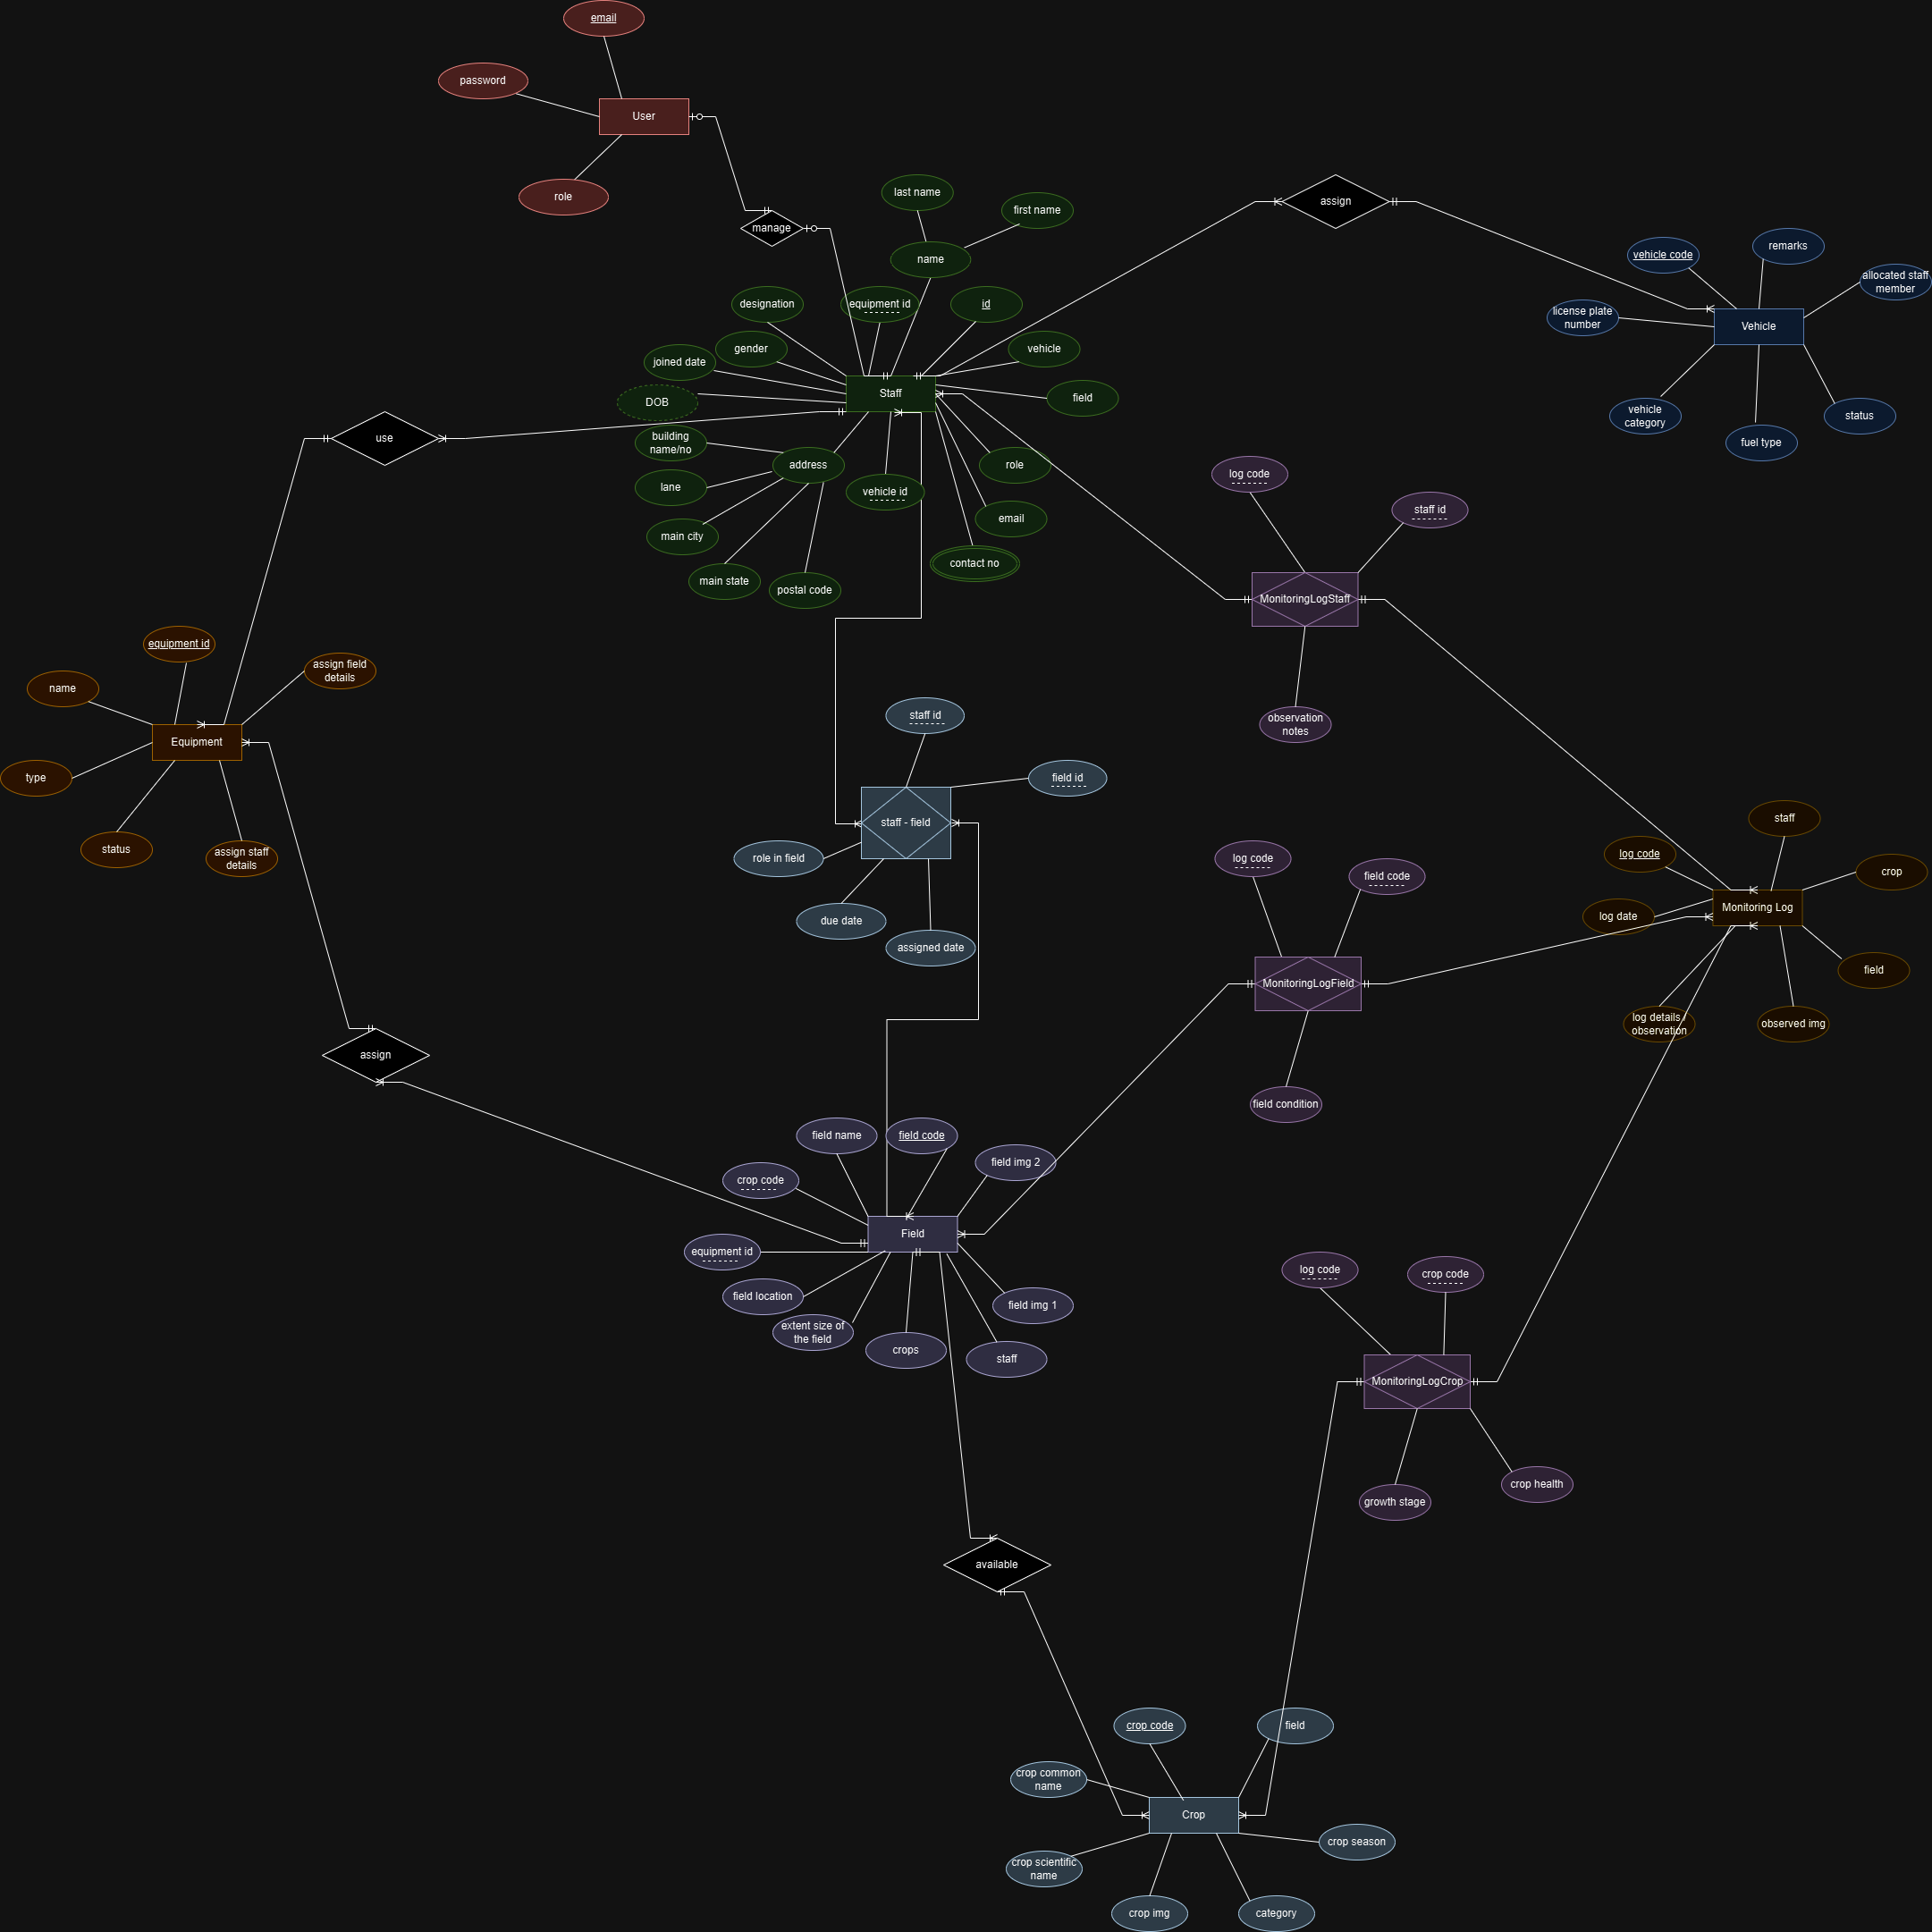 email
password
User
role
last name
first name
assign
manage
name
vehicle code
remarks
allocated staff
member
designation
equipment id
id
license plate
number
Vehicle
gender
vehicle
joined date
Staff
field
DOB
vehicle
category
status
fuel type
use
building
name/no
address
role
lane
vehicle id
log code
email
staff id
main city
contact no
main state
postal code
MonitoringLogStaff
equipment id
assign field
details
name
observation
notes
staff id
Equipment
type
field id
status
assign staff
details
staff - field
role in field
due date
assigned date
staff
log code
crop
log code
field code
Monitoring Log
log date
field
MonitoringLogField
log details /
observation
observed img
assign
field condition
field name
field code
field img 2
crop code
Field
equipment id
field location
field img 1
extent size of
the field
crops
staff
log code
crop code
MonitoringLogCrop
crop health
growth stage
available
crop code
field
crop common
name
Crop
crop season
crop scientific
name
crop img
category